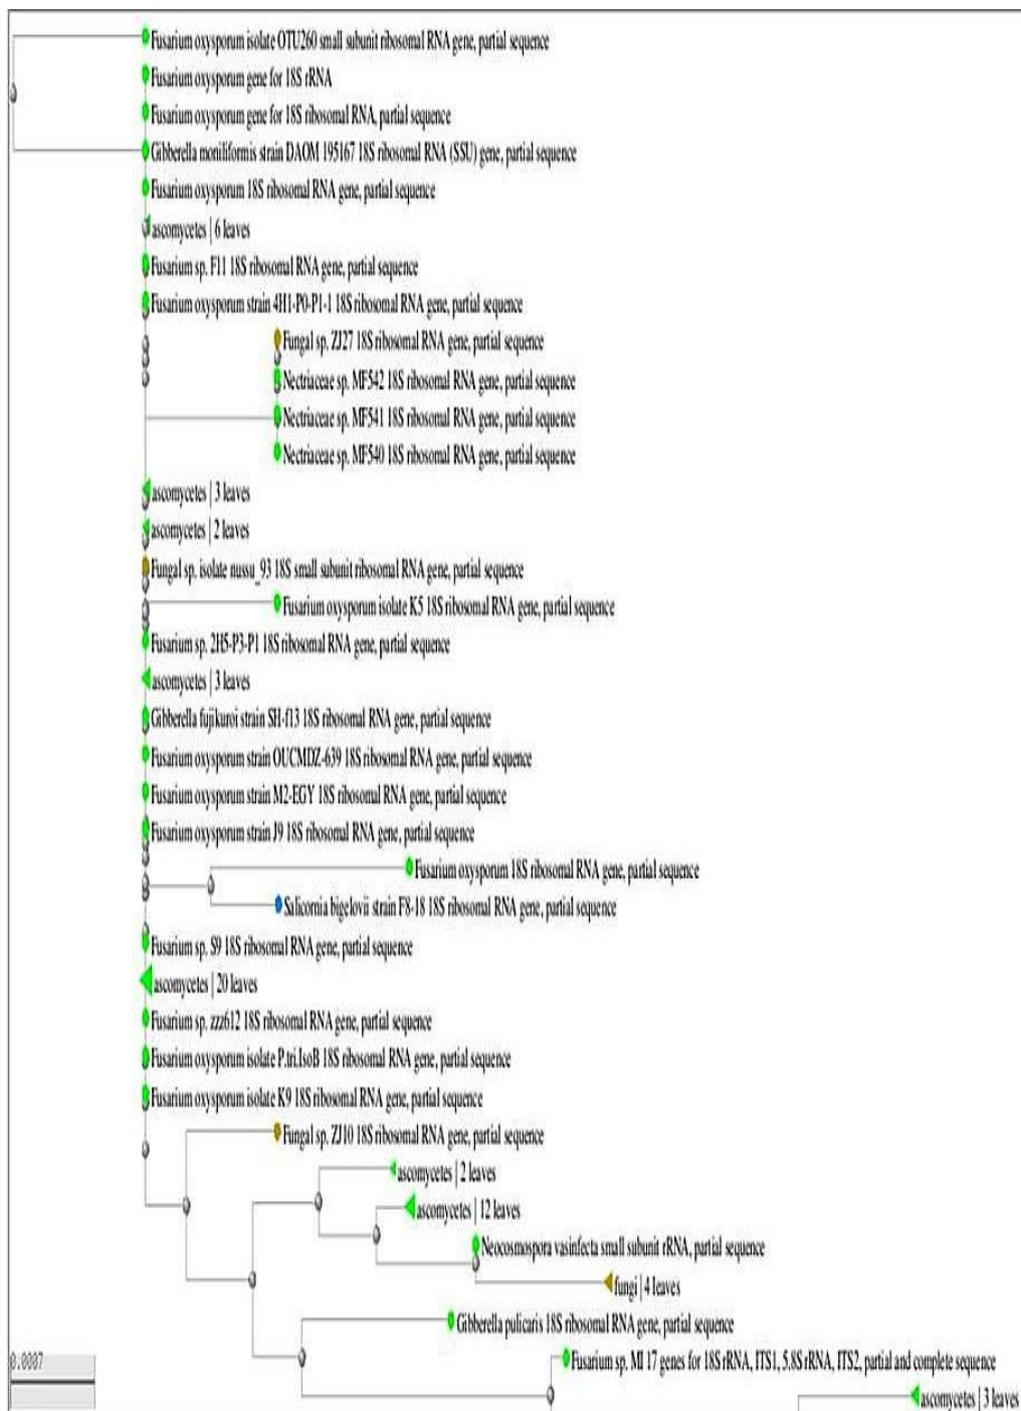 Fusarium oxysporum isolate OTU260 small subunit ribosomal RNA gene, partial sequence
Fusarium oxysporum gene for 18S rRNA
Fusarium oxysporum gene for 18S ribosomal RNA, partial sequence
Gibberella moniliformis strain DAOM 195167 18S ribosomal RNA (SSU) gene, partial sequence
Fusarium oxysporum 18S ribosomal RNA gene, partial sequence
ascomycetes | 6 leaves
Fusarium sp. F11 18S ribosomal RNA gene, partial sequence
Fusarium oxysporum strain 4H1-P0-P1-1 18S ribosomal RNA gene, partial sequence
Fungal sp. ZJ27 18S ribosomal RNA gene, partial sequence
Nectriaceae sp. MF542 18S ribosomal RNA gene, partial sequence
Nectriaceae sp. MF541 18S ribosomal RNA gene, partial sequence
Nectriaceae sp. MF540 18S ribosomal RNA gene, partial sequence
ascomycetes | 3 leaves
ascomycetes | 2 leaves
Fungal sp. isolate nussu_93 18S small subunit ribosomal RNA gene, partial sequence
Fusarium oxysporum isolate K5 18S ribosomal RNA gene, partial sequence
Fusarium sp. 2H5-P3-P1 18S ribosomal RNA gene, partial sequence
ascomycetes | 3 leaves
Gibberella fujikuroi strain SH-f13 18S ribosomal RNA gene, partial sequence
Fusarium oxysporum strain OUCMDZ-639 18S ribosomal RNA gene, partial sequence
Fusarium oxysporum strain M2-EGY 18S ribosomal RNA gene, partial sequence
Fusarium oxysporum strain J9 18S ribosomal RNA gene, partial sequence
Fusarium oxysporum 18S ribosomal RNA gene, partial sequence
Salicornia bigelovii strain F8-18 18S ribosomal RNA gene, partial sequence
Fusarium sp. S9 18S ribosomal RNA gene, partial sequence
ascomycetes | 20 leaves
Fusarium sp. zzz612 18S ribosomal RNA gene, partial sequence
Fusarium oxysporum isolate P.tri.IsoB 18S ribosomal RNA gene, partial sequence
Fusarium oxysporum isolate K9 18S ribosomal RNA gene, partial sequence
Fungal sp. ZJ10 18S ribosomal RNA gene, partial sequence
ascomycetes | 2 leaves
ascomycetes | 12 leaves
Neocosmospora vasinfecta small subunit rRNA, partial sequence
fungi | 4 leaves
Gibberella pulicaris 18S ribosomal RNA gene, partial sequence
0.0007
Fusarium sp. MI 17 genes for 18S rRNA, ITS1, 5.8S rRNA, ITS2, partial and complete sequence
ascomycetes | 3 leaves